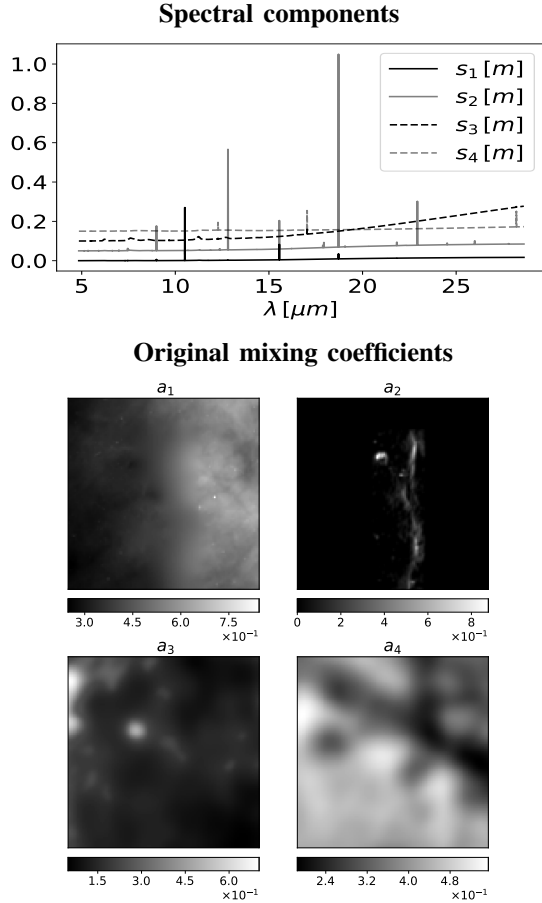 Spectral components
1.0
0.8
0.6
0.4
0.2
0.0
s₁ [m]
s₂ [m]
s₃ [m]
s₄ [m]
5 10 15 20 25
λ [μm]
Original mixing coefficients
a₁ a₂
3.0 4.5 6.0 7.5 0 2 4 6 8
×10⁻¹ ×10⁻¹
a₃ a₄
1.5 3.0 4.5 6.0 2.4 3.2 4.0 4.8
×10⁻¹ ×10⁻¹